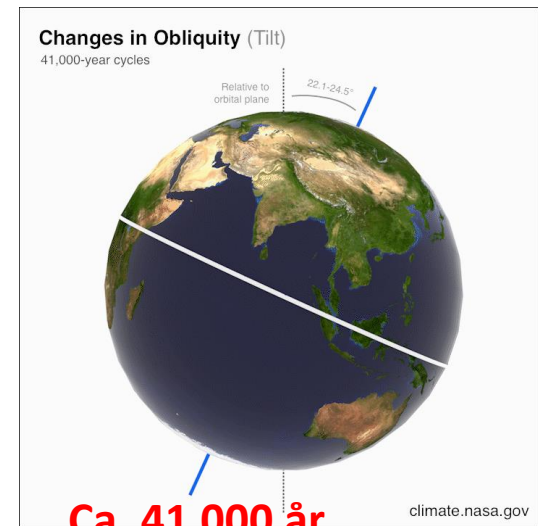 Changes in Obliquity (Tilt)
41,000-year cycles
Relative to
orbital plane
22.1-24.5°
Ca. 41 000 år
climate.nasa.gov